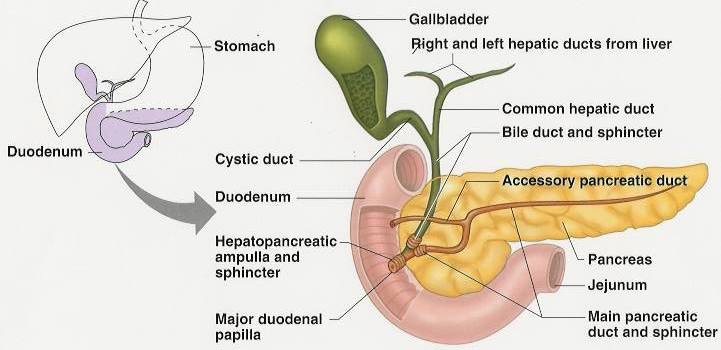 Stomach
Duodenum
Gallbladder
Right and left hepatic ducts from liver
Common hepatic duct
Bile duct and sphincter
Cystic duct
Accessory pancreatic duct
Duodenum
Hepatopancreatic
ampulla and
sphincter
Pancreas
Jejunum
Major duodenal
papilla
Main pancreatic
duct and sphincter